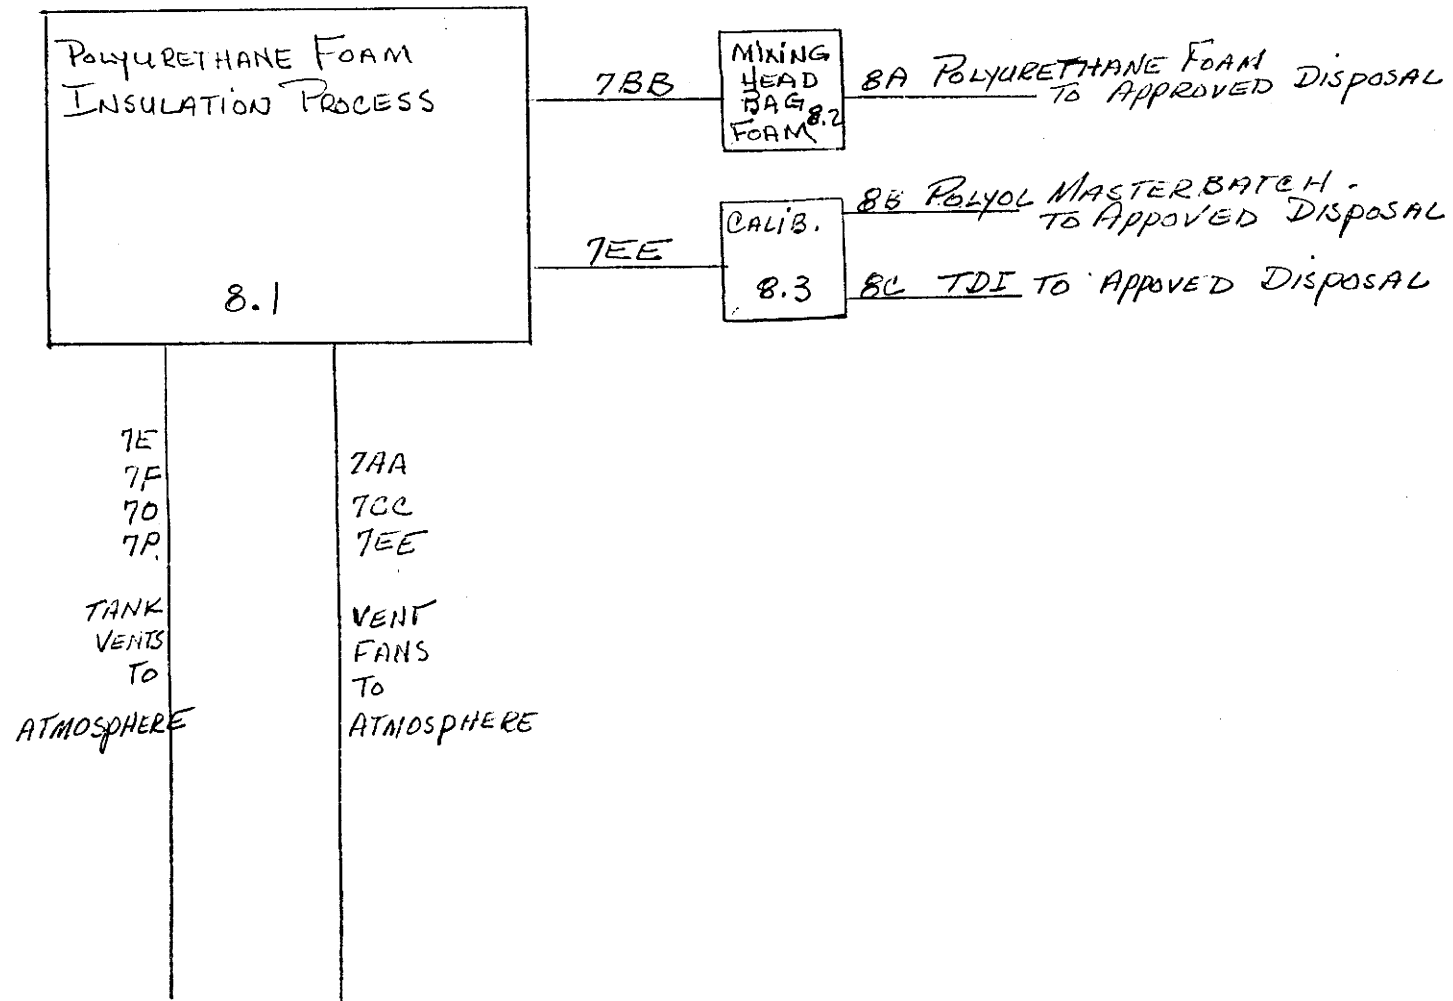 POLYURETHANE FOAM
INSULATION PROCESS
8.1
7BB
MIXING
HEAD
BAG
FOAM 8.2
8A POLYURETHANE FOAM
TO APPROVED DISPOSAL
7EE
CALIB.
8.3
8B POLYOL MASTERBATCH.
TO APPOVED DISPOSAL
8C TDI TO APPOVED DISPOSAL
7E
7F
7O
7P.
TANK
VENTS
TO
ATMOSPHERE
7AA
7CC
7EE
VENT
FANS
TO
ATMOSPHERE